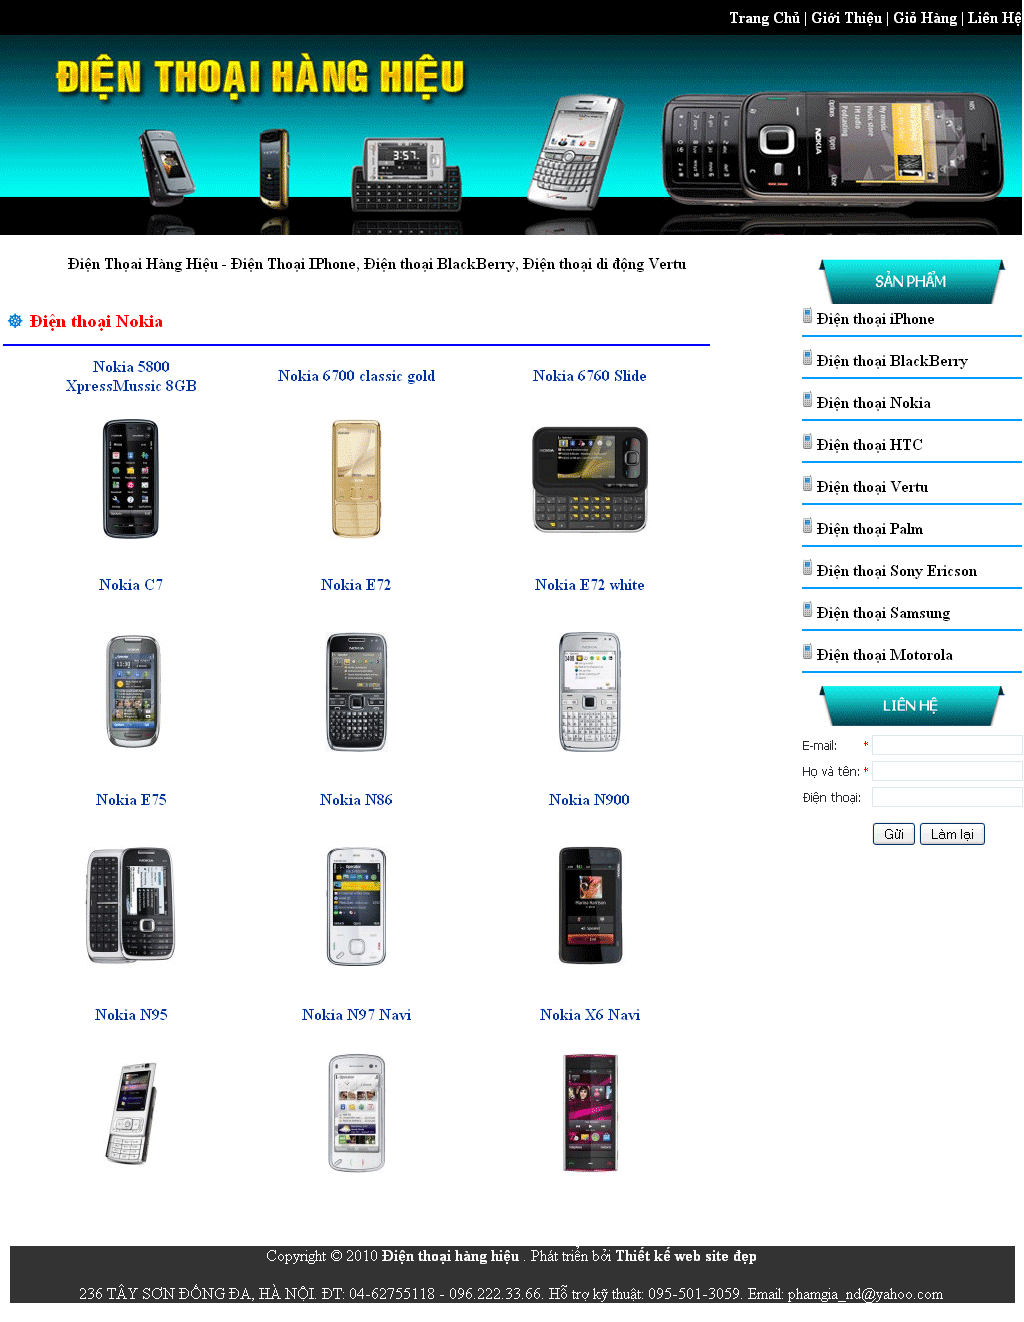 Trang Chủ | Giới Thiệu | Giỏ Hàng | Liên Hệ
ĐIỆN THOẠI HÀNG HIỆU
Điện Thọai Hàng Hiệu - Điện Thoại IPhone, Điện thoại BlackBerry, Điện thoại di động Vertu
Điện thoại Nokia
Nokia 5800
XpressMussic 8GB
Nokia 6700 classic gold
Nokia 6760 Slide
Nokia C7
Nokia E72
Nokia E72 white
Nokia E75
Nokia N86
Nokia N900
Nokia N95
Nokia N97 Navi
Nokia X6 Navi
SẢN PHẨM
Điện thoại iPhone
Điện thoại BlackBerry
Điện thoại Nokia
Điện thoại HTC
Điện thoại Vertu
Điện thoại Palm
Điện thoại Sony Ericson
Điện thoại Samsung
Điện thoại Motorola
LIÊN HỆ
E-mail: *
Họ và tên: *
Điện thoại:
Gửi Làm lại
Copyright © 2010 Điện thoại hàng hiệu . Phát triển bởi Thiết kế web site đẹp
236 TÂY SƠN ĐỐNG ĐA, HÀ NỘI. ĐT: 04-62755118 - 096.222.33.66. Hỗ trợ kỹ thuật: 095-501-3059. Email: phamgia_nd@yahoo.com